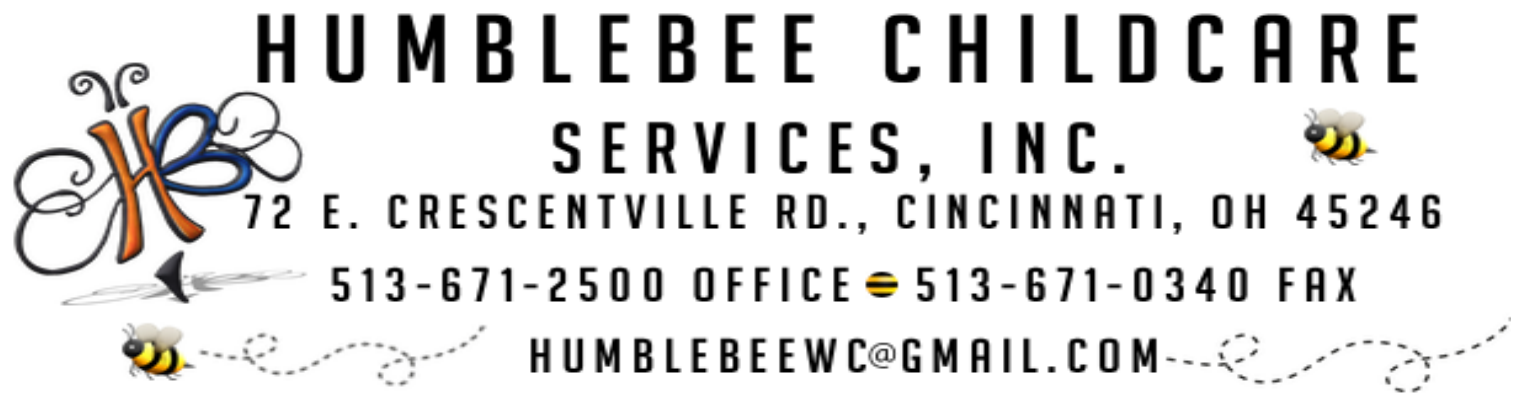 HUMBLEBEE CHILDCARE
SERVICES, INC.
HB
72 E. CRESCENTVILLE RD., CINCINNATI, OH 45246
513-671-2500 OFFICE 513-671-0340 FAX
HUMBLEBEEWC@GMAIL.COM